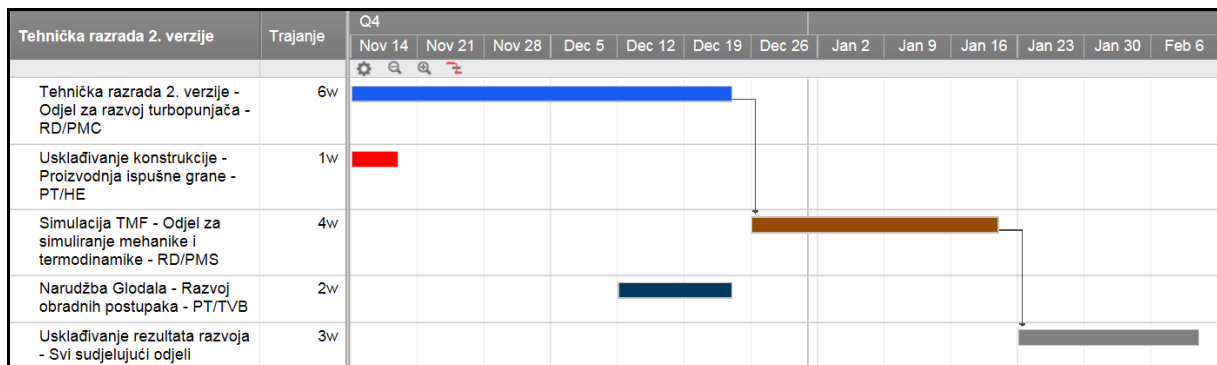 Tehnička razrada 2. verzije Trajanje
Q4
Nov 14 Nov 21 Nov 28 Dec 5 Dec 12 Dec 19 Dec 26 Jan 2 Jan 9 Jan 16 Jan 23 Jan 30 Feb 6
Tehnička razrada 2. verzije - 6w
Odjel za razvoj turbopunjača -
RD/PMC
Usklađivanje konstrukcije - 1w
Proizvodnja ispušne grane -
PT/HE
Simulacija TMF - Odjel za 4w
simuliranje mehanike i
termodinamike - RD/PMS
Narudžba Glodala - Razvoj 2w
obradnih postupaka - PT/TVB
Usklađivanje rezultata razvoja 3w
- Svi sudjelujući odjeli